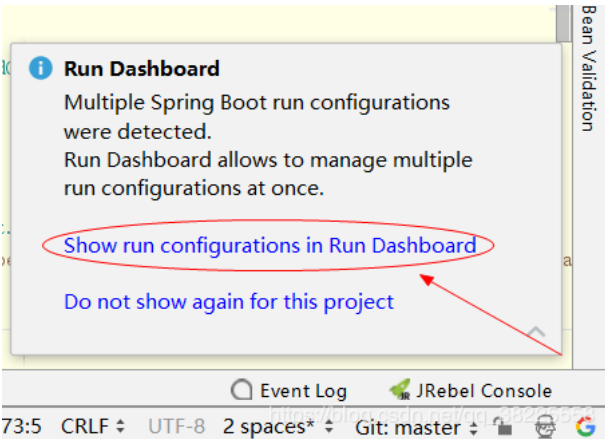 Bean Validation
Run Dashboard
Multiple Spring Boot run configurations
were detected.
Run Dashboard allows to manage multiple
run configurations at once.
Show run configurations in Run Dashboard
Do not show again for this project
Event Log
JRebel Console
73:5 CRLF UTF-8 2 spaces* Git: master